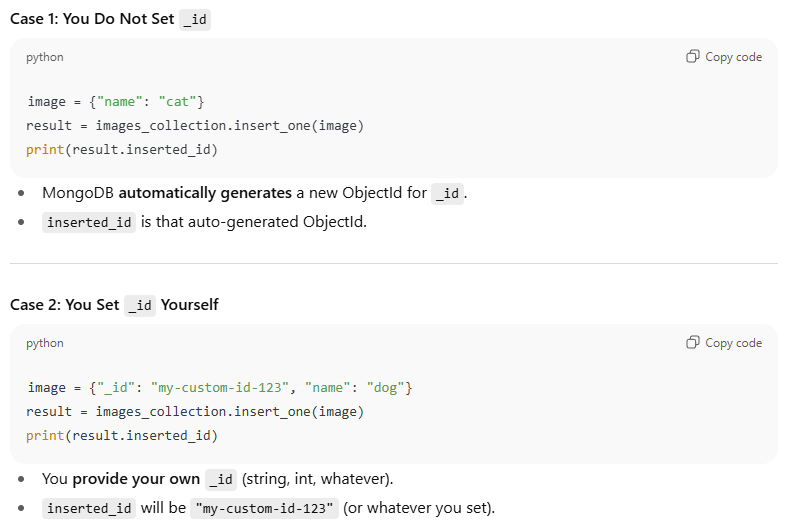 Case 1: You Do Not Set _id
python
Copy code
image = {"name": "cat"}
result = images_collection.insert_one(image)
print(result.inserted_id)
• MongoDB automatically generates a new ObjectId for _id.
• inserted_id is that auto-generated ObjectId.
Case 2: You Set _id Yourself
python
Copy code
image = {"_id": "my-custom-id-123", "name": "dog"}
result = images_collection.insert_one(image)
print(result.inserted_id)
• You provide your own _id (string, int, whatever).
• inserted_id will be "my-custom-id-123" (or whatever you set).